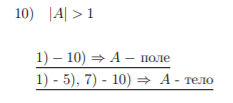 10) |A| > 1
1) – 10) ⇒ A – поле
1) - 5), 7) - 10) ⇒ A - тело